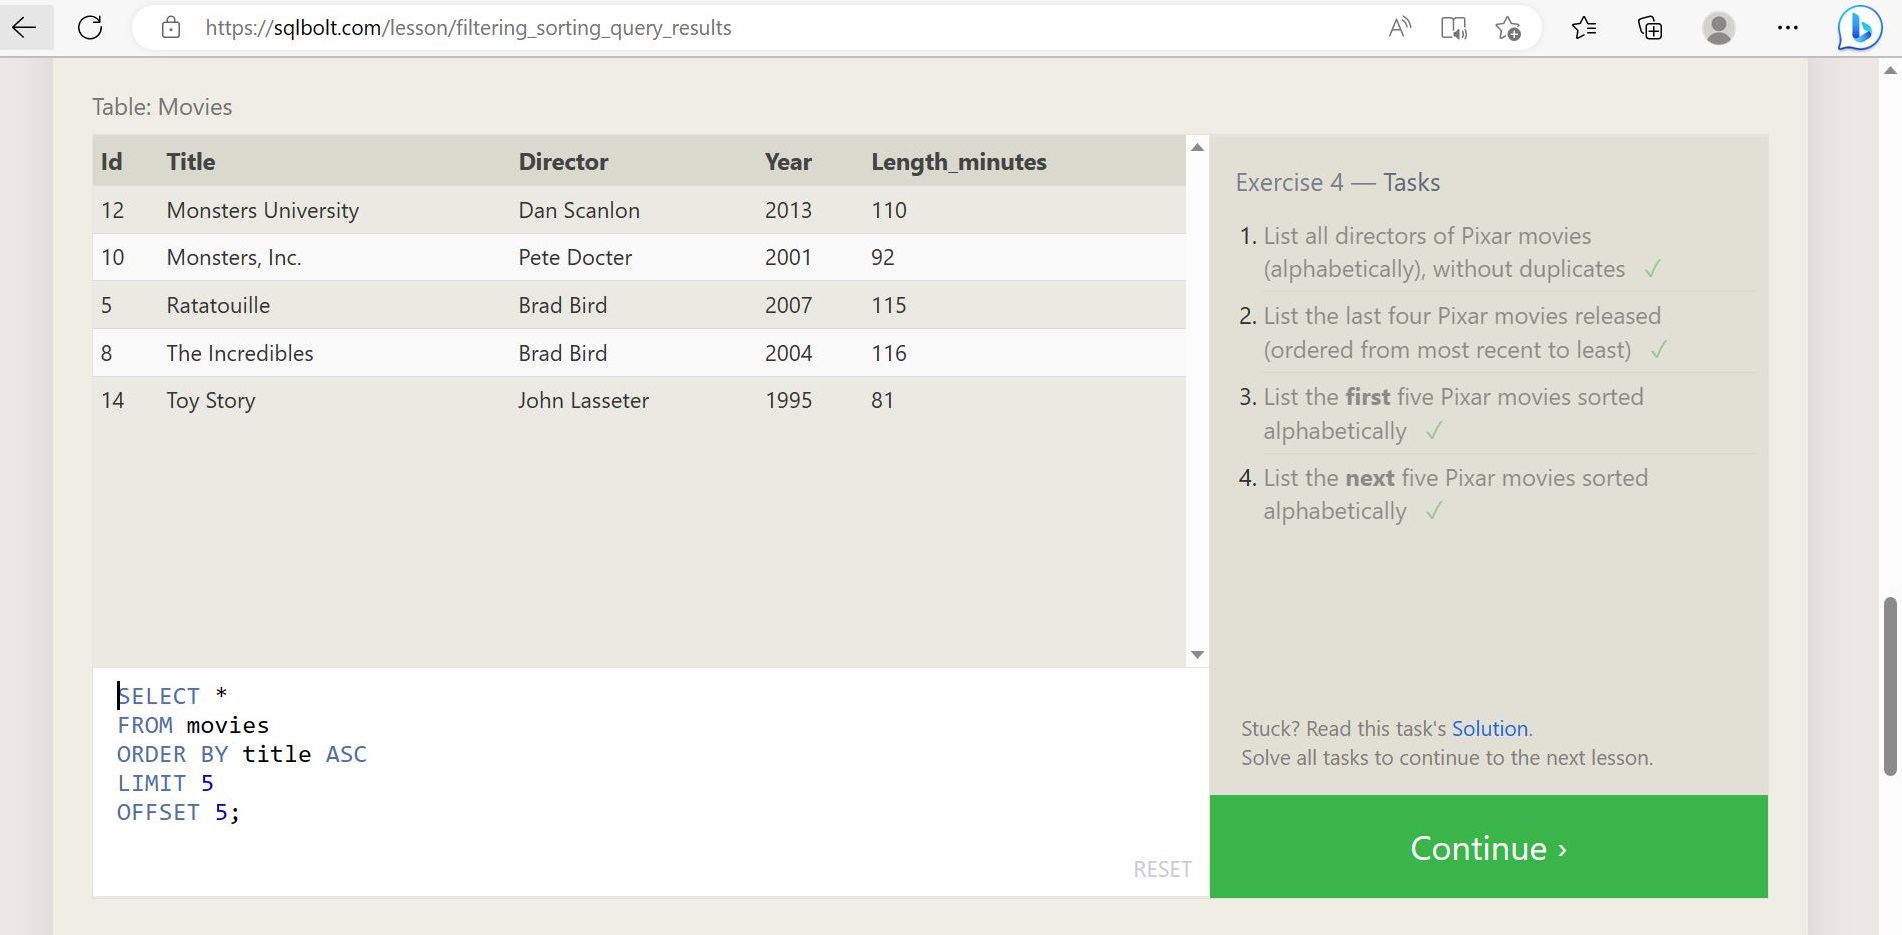 https://sqlbolt.com/lesson/filtering_sorting_query_results
Table: Movies
Id Title Director Year Length_minutes
12 Monsters University Dan Scanlon 2013 110
10 Monsters, Inc. Pete Docter 2001 92
5 Ratatouille Brad Bird 2007 115
8 The Incredibles Brad Bird 2004 116
14 Toy Story John Lasseter 1995 81
SELECT *
FROM movies
ORDER BY title ASC
LIMIT 5
OFFSET 5;
RESET
Exercise 4 — Tasks
1. List all directors of Pixar movies
(alphabetically), without duplicates ✓
2. List the last four Pixar movies released
(ordered from most recent to least) ✓
3. List the first five Pixar movies sorted
alphabetically ✓
4. List the next five Pixar movies sorted
alphabetically ✓
Stuck? Read this task's Solution.
Solve all tasks to continue to the next lesson.
Continue ›